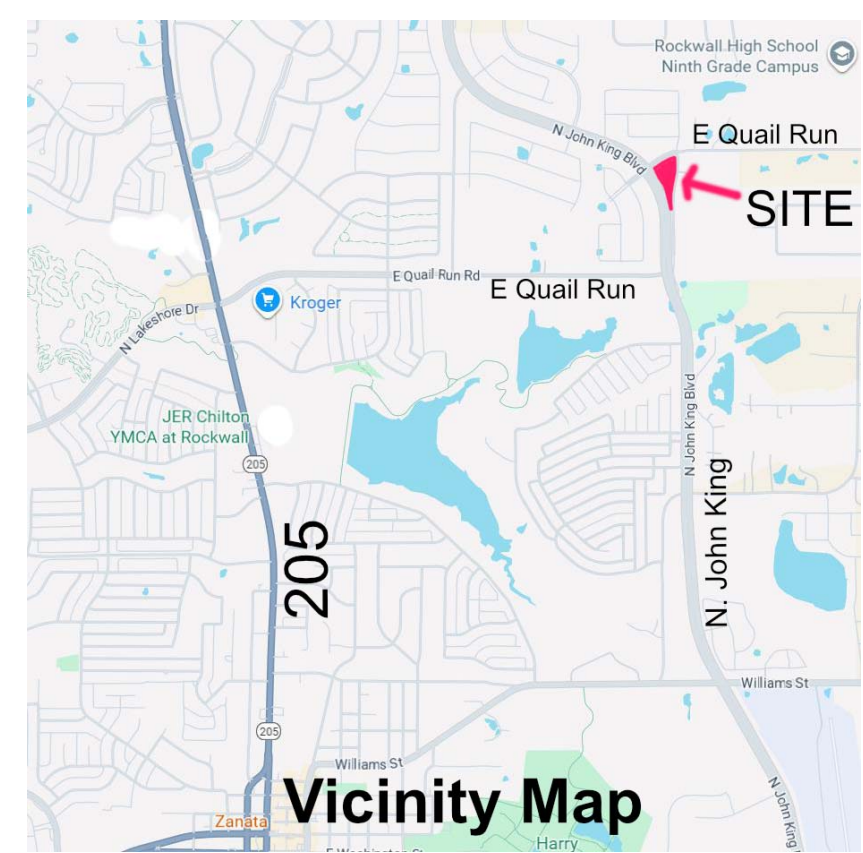 Rockwall High School
Ninth Grade Campus
N John King Blvd
E Quail Run
SITE
E Quail Run Rd
E Quail Run
Kroger
N Lakeshore Dr
JER Chilton
YMCA at Rockwall
205
205
N John King Blvd
N. John King
Williams St
205
Williams St
N John King
Vicinity Map
Zanata
Harry
E Washington St